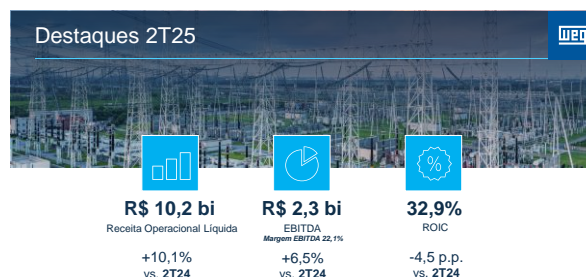 Destaques 2T25
WEG
%
R$ 10,2 bi
Receita Operacional Líquida
+10,1%
vs. 2T24
R$ 2,3 bi
EBITDA
Margem EBITDA 22,1%
+6,5%
vs. 2T24
32,9%
ROIC
-4,5 p.p.
vs. 2T24